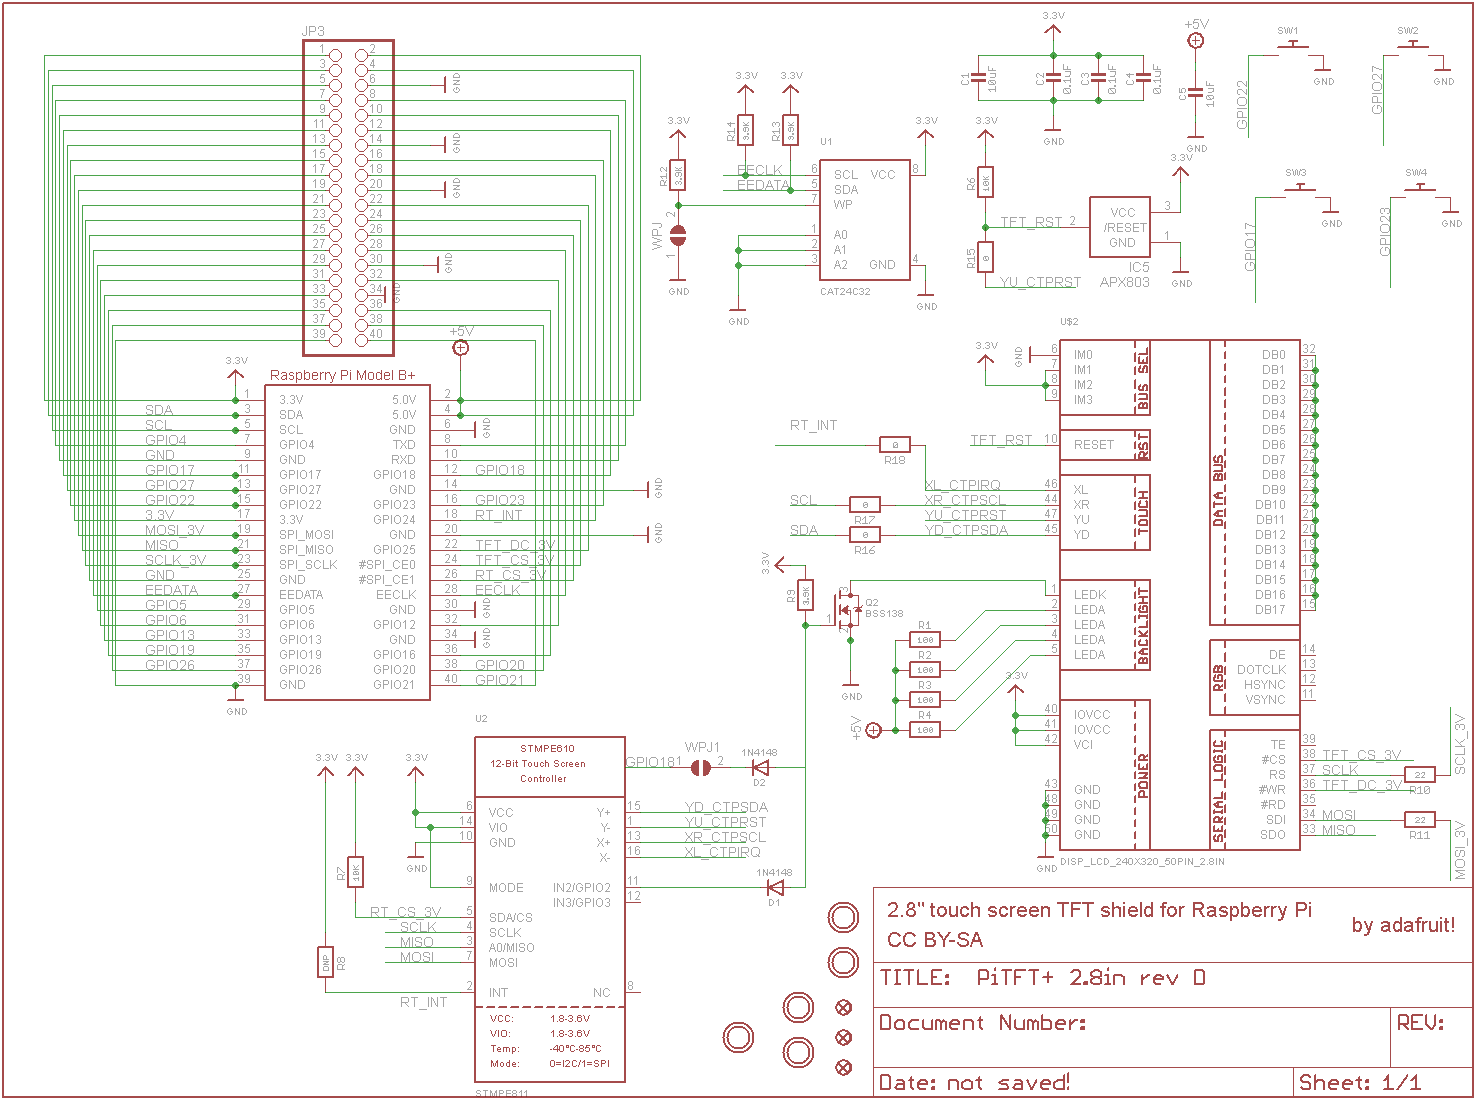 JP3
1 2
3 4
5 6 GND
7 8
9 10
11 12
13 14 GND
15 16
17 18
19 20 GND
21 22
23 24
25 26
27 28
29 30 GND
31 32
33 34 GND
35 36
37 38
39 40
+5V
3.3V
Raspberry Pi Model B+
1 3.3V 5.0V 2
SDA 3 SDA 5.0V 4
SCL 5 SCL GND 6 GND
GPIO4 7 GPIO4 TXD 8
GND 9 GND RXD 10
GPIO17 11 GPIO17 GPIO18 12 GPIO18
GPIO27 13 GPIO27 GND 14 GND
GPIO22 15 GPIO22 GPIO23 16 GPIO23
3.3V 17 3.3V GPIO24 18 RT_INT
MOSI_3V 19 SPI_MOSI GND 20 GND
MISO 21 SPI_MISO GPIO25 22 TFT_DC_3V
SCLK_3V 23 SPI_SCLK #SPI_CE0 24 TFT_CS_3V
GND 25 GND #SPI_CE1 26 RT_CS_3V
EEDATA 27 EEDATA EECLK 28 EECLK
GPIO5 29 GPIO5 GND 30 GND
GPIO6 31 GPIO6 GPIO12 32
GPIO13 33 GPIO13 GND 34 GND
GPIO19 35 GPIO19 GPIO16 36
GPIO26 37 GPIO26 GPIO20 38 GPIO20
39 GND GPIO21 40 GPIO21
GND
3.3V 3.3V 3.3V
R12 3.9K
R14 3.9K
R13 3.9K
WPJ 2 1
GND
U1
3.3V
EECLK 6 SCL VCC 8
EEDATA 5 SDA
7 WP
1 A0
2 A1
3 A2 GND 4
CAT24C32
GND GND
3.3V
C1 10uF
C2 0.1uF
C3 0.1uF
C4 0.1uF
GND
+5V
C5 10uF
GND
SW1 GPIO22 GND
SW2 GPIO27 GND
SW3 GPIO17 GND
SW4 GPIO23 GND
3.3V
R6 10K
R15 0
TFT_RST 2
YU_CTPRST
3.3V
VCC 3
/RESET
GND 1
IC5
APX803
GND
U$2
3.3V
GND 6 IM0
7 IM1
8 IM2
9 IM3
BUS SEL
TFT_RST 10 RESET
RST
RT_INT
R18 0
XL_CTPIRQ 46 XL
SCL R17 0 XR_CTPSCL 44 XR
YU_CTPRST 47 YU
SDA R16 0 YD_CTPSDA 45 YD
TOUCH
3.3V
R9 3.9K
Q2
BSS138
1 2 3
GND
1 LEDK
2 LEDA
3 LEDA
4 LEDA
5 LEDA
BACKLIGHT
R1 100
R2 100
R3 100
R4 100
+5V
3.3V
40 IOVCC
41 IOVCC
42 VCI
43 GND
48 GND
49 GND
50 GND
POWER
GND
DATA BUS
DB0 32
DB1 31
DB2 30
DB3 29
DB4 28
DB5 27
DB6 26
DB7 25
DB8 24
DB9 23
DB10 22
DB11 21
DB12 20
DB13 19
DB14 18
DB15 17
DB16 16
DB17 15
RGB
DE 14
DOTCLK 13
HSYNC 12
VSYNC 11
SERIAL LOGIC
TE 39
#CS 38 TFT_CS_3V
RS 37 SCLK
#WR 36 TFT_DC_3V
#RD 35
SDI 34 MOSI
SDO 33 MISO
22 R10
SCLK_3V
22 R11
MOSI_3V
DISP_LCD_240X320_50PIN_2.8IN
U2
STMPE610
12-Bit Touch Screen
Controller
GPIO18 1 WPJ1 2 1N4148 D2
3.3V 3.3V 3.3V
6 VCC Y+ 15 YD_CTPSDA
14 VIO Y- 1 YU_CTPRST
10 GND X+ 13 XR_CTPSCL
GND X- 16 XL_CTPIRQ
9 MODE IN2/GPIO2 11 1N4148 D1
IN3/GPIO3 12
R7 10K
RT_CS_3V 5 SDA/CS
SCLK 4 SCLK
MISO 3 A0/MISO
MOSI 7 MOSI
R8 DNP
RT_INT 2 INT NC 8
VCC: 1.8-3.6V
VIO: 1.8-3.6V
Temp: -40°C-85°C
Mode: 0=I2C/1=SPI
STMPE811
2.8" touch screen TFT shield for Raspberry Pi
CC BY-SA
by adafruit!
TITLE: PiTFT+ 2.8in rev D
Document Number:
REV:
Date: not saved!
Sheet: 1/1